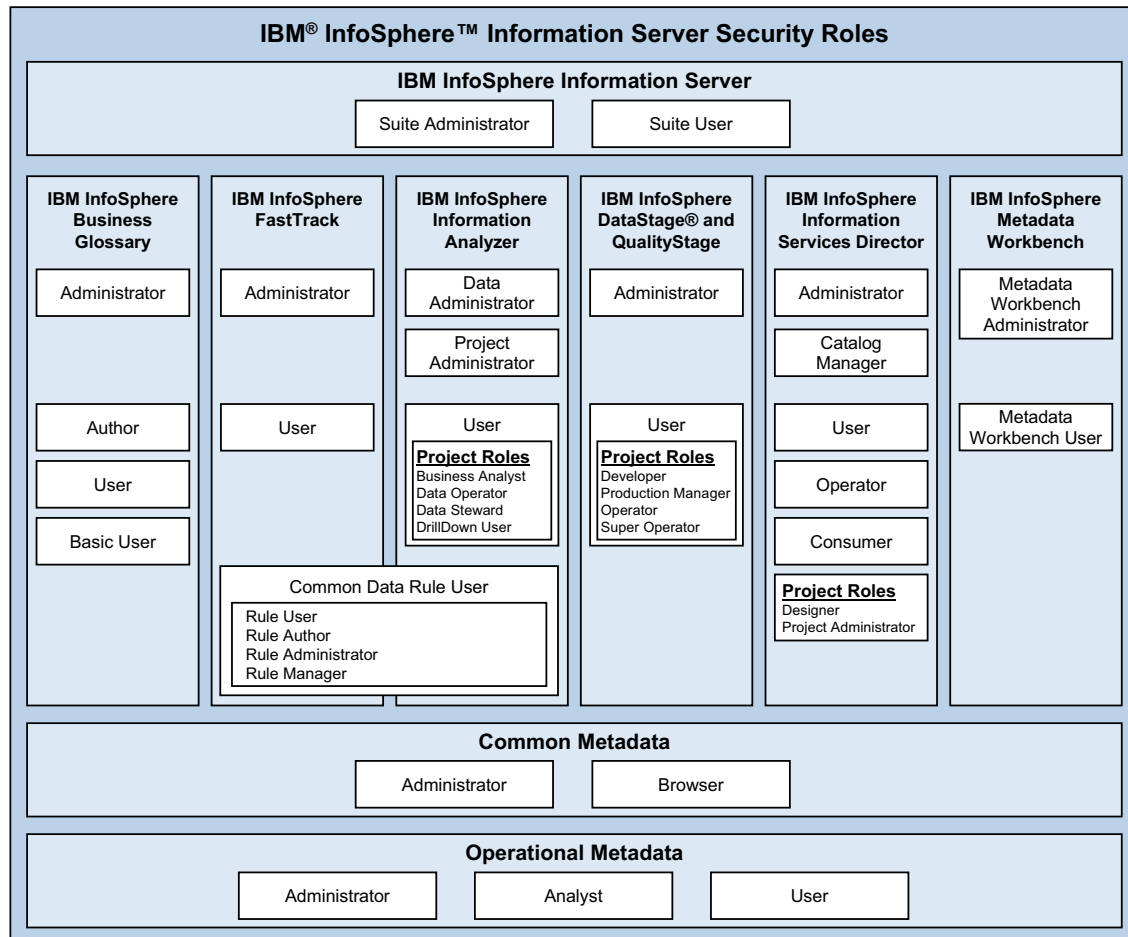 IBM® InfoSphere™ Information Server Security Roles
IBM InfoSphere Information Server
Suite Administrator
Suite User
IBM InfoSphere
Business
Glossary
Administrator
Author
User
Basic User
IBM InfoSphere
FastTrack
Administrator
User
IBM InfoSphere
Information
Analyzer
Data
Administrator
Project
Administrator
User
Project Roles
Business Analyst
Data Operator
Data Steward
DrillDown User
Common Data Rule User
Rule User
Rule Author
Rule Administrator
Rule Manager
IBM InfoSphere
DataStage® and
QualityStage
Administrator
User
Project Roles
Developer
Production Manager
Operator
Super Operator
IBM InfoSphere
Information
Services Director
Administrator
Catalog
Manager
User
Operator
Consumer
Project Roles
Designer
Project Administrator
IBM InfoSphere
Metadata
Workbench
Metadata
Workbench
Administrator
Metadata
Workbench User
Common Metadata
Administrator
Browser
Operational Metadata
Administrator
Analyst
User